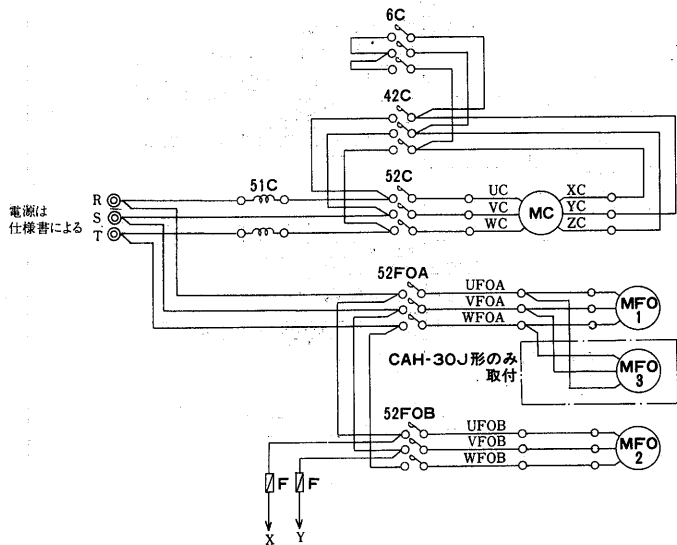 6C
42C
51C
52C
R
S
T
電源は
仕様書による
UC
VC
WC
MC
XC
YC
ZC
52FOA
UFOA
VFOA
WFOA
MFO
1
CAH-30J形のみ
取付
MFO
3
52FOB
UFOB
VFOB
WFOB
MFO
2
F
F
X
Y